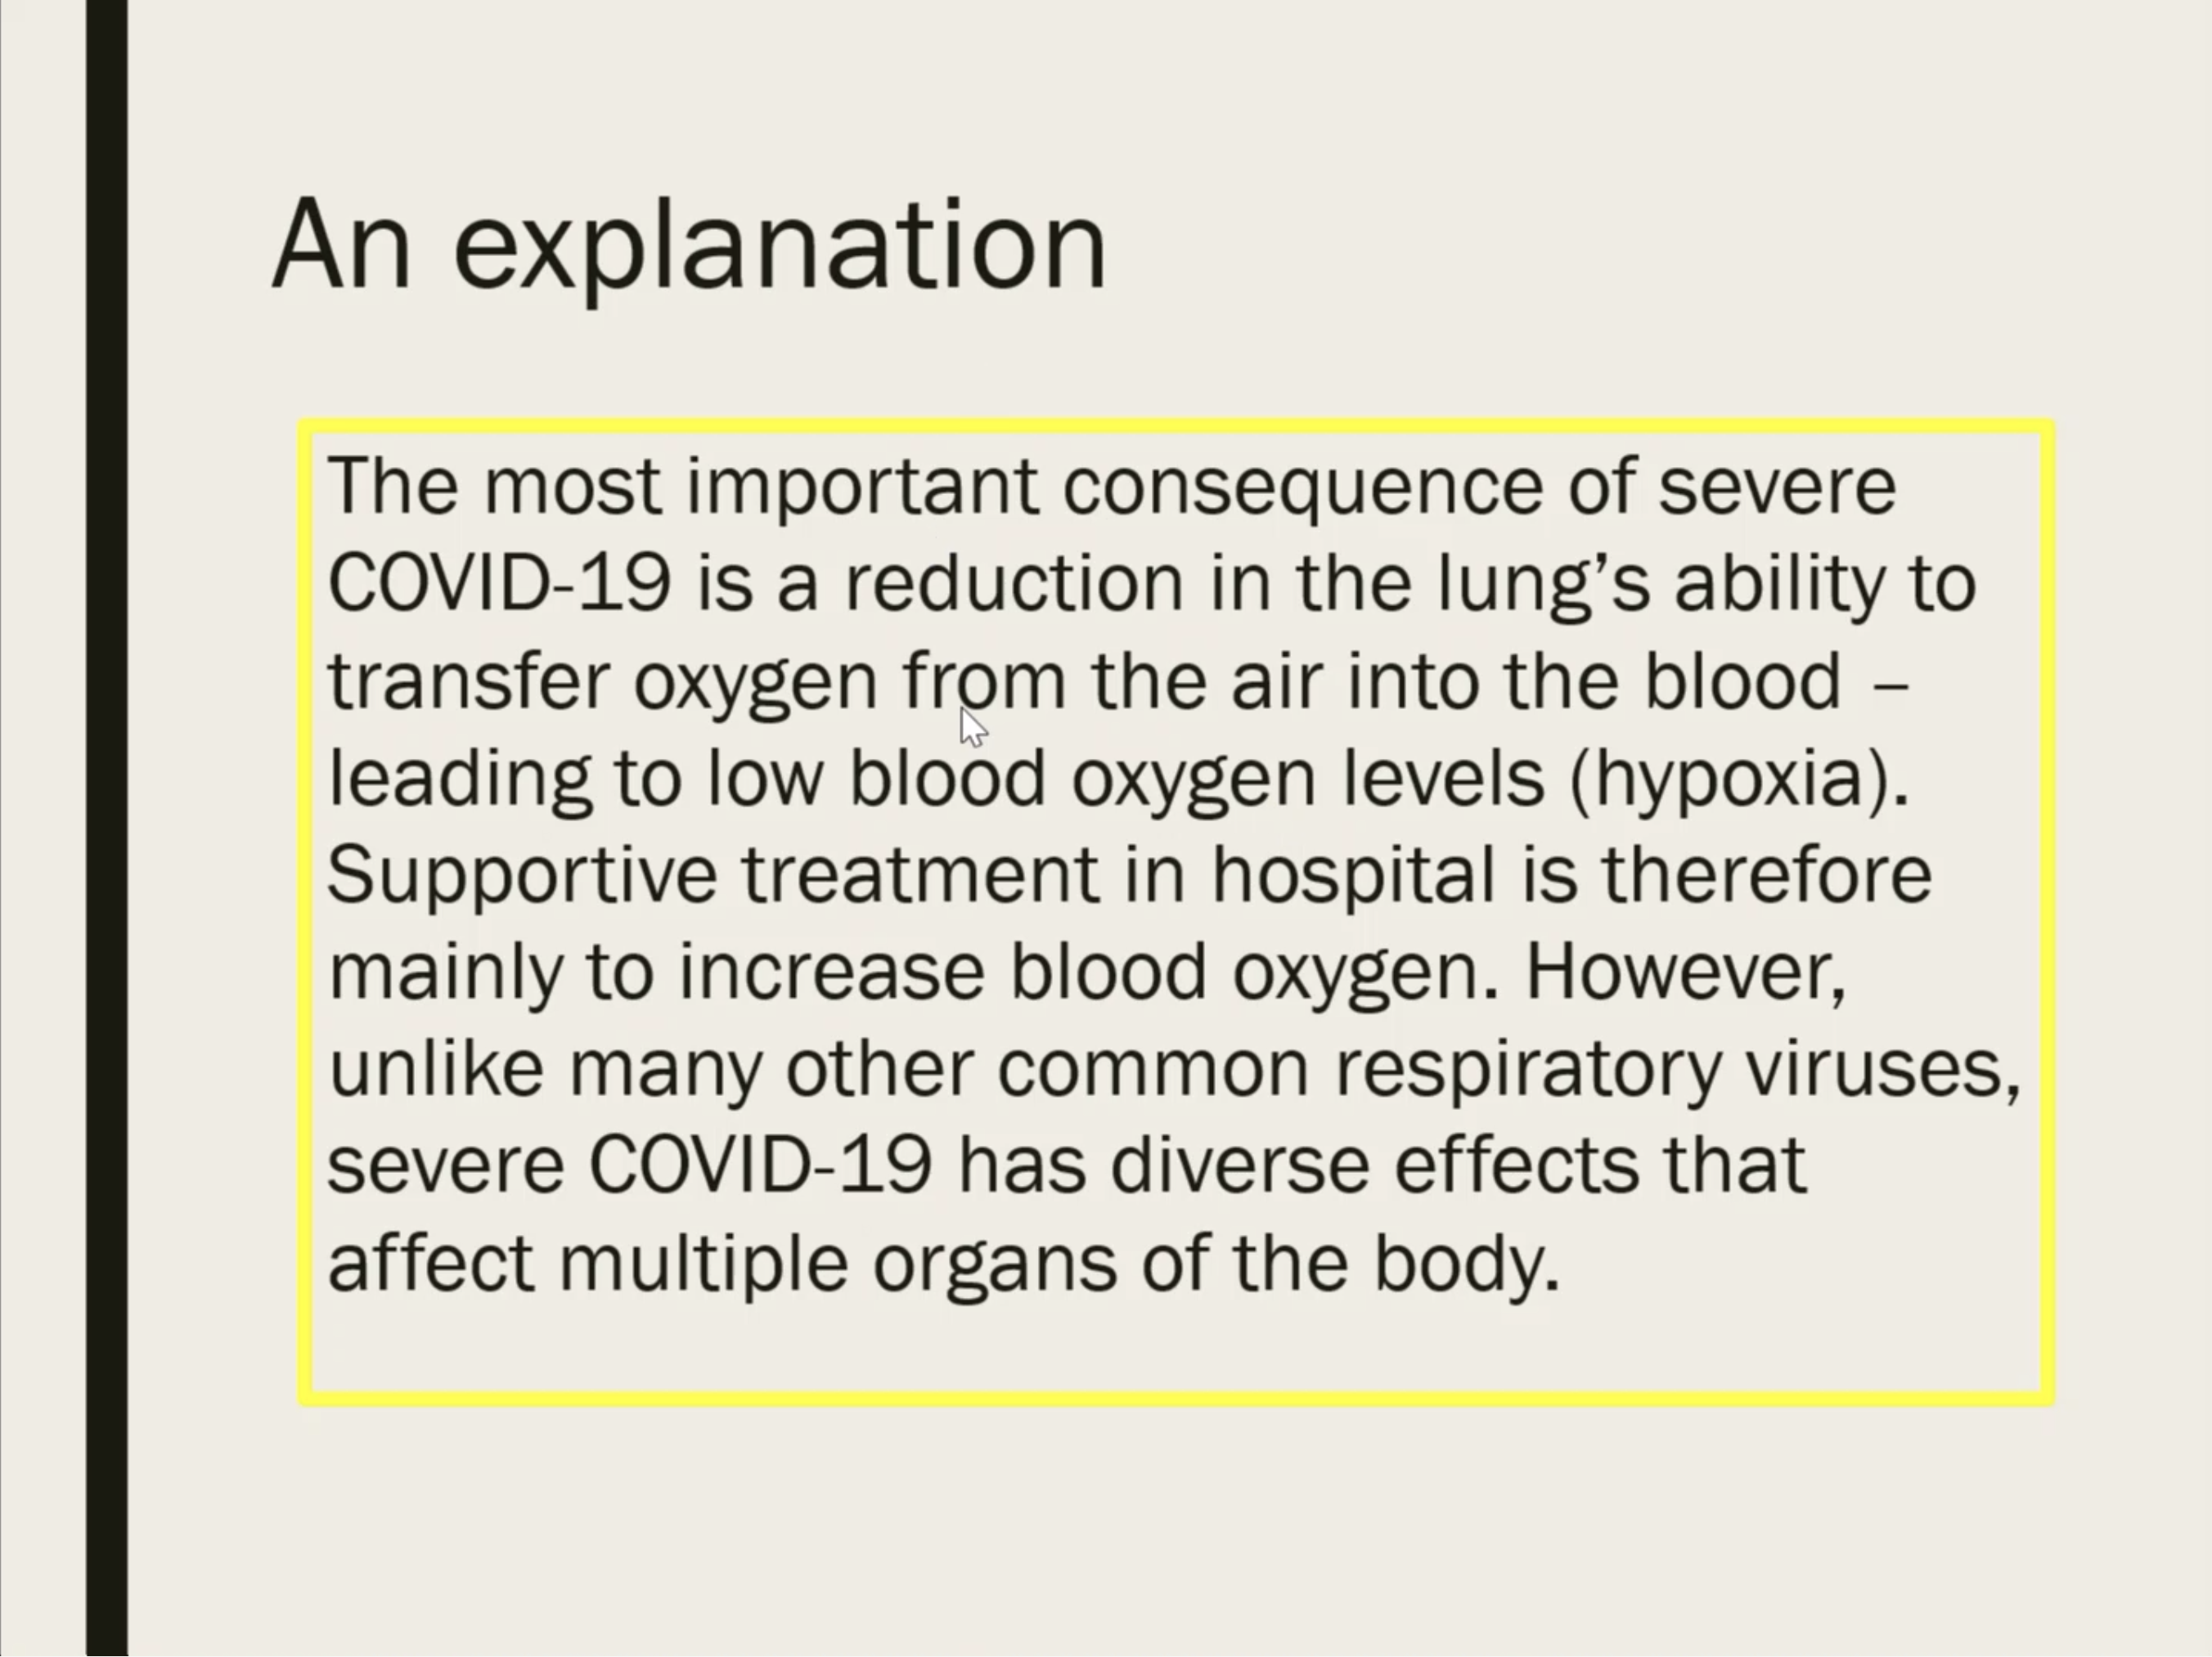 An explanation
The most important consequence of severe
COVID-19 is a reduction in the lung’s ability to
transfer oxygen from the air into the blood –
leading to low blood oxygen levels (hypoxia).
Supportive treatment in hospital is therefore
mainly to increase blood oxygen. However,
unlike many other common respiratory viruses,
severe COVID-19 has diverse effects that
affect multiple organs of the body.